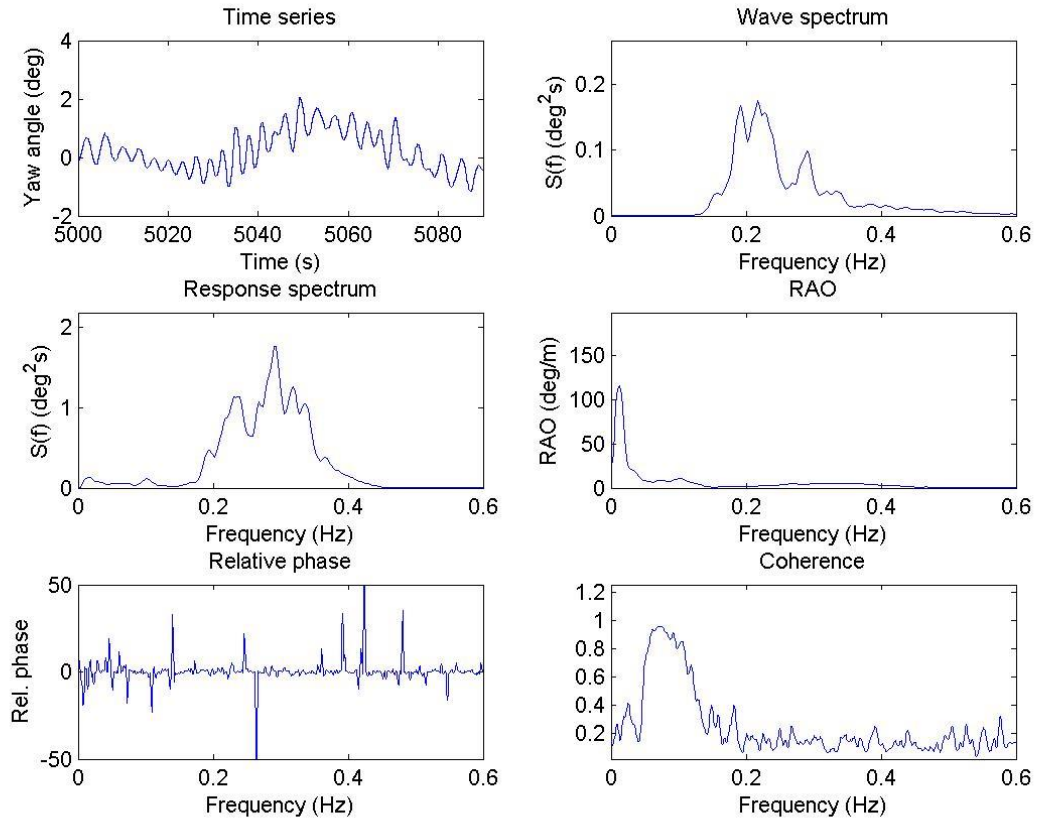 Time series
Yaw angle (deg)
4
2
0
-2
5000 5020 5040 5060 5080
Time (s)
Wave spectrum
S(f) (deg²s)
0.2
0.1
0
0 0.2 0.4 0.6
Frequency (Hz)
Response spectrum
S(f) (deg²s)
2
1
0
0 0.2 0.4 0.6
Frequency (Hz)
RAO
RAO (deg/m)
150
100
50
0
0 0.2 0.4 0.6
Frequency (Hz)
Relative phase
Rel. phase
50
0
-50
0 0.2 0.4 0.6
Frequency (Hz)
Coherence
1.2
1
0.8
0.6
0.4
0.2
0 0.2 0.4 0.6
Frequency (Hz)